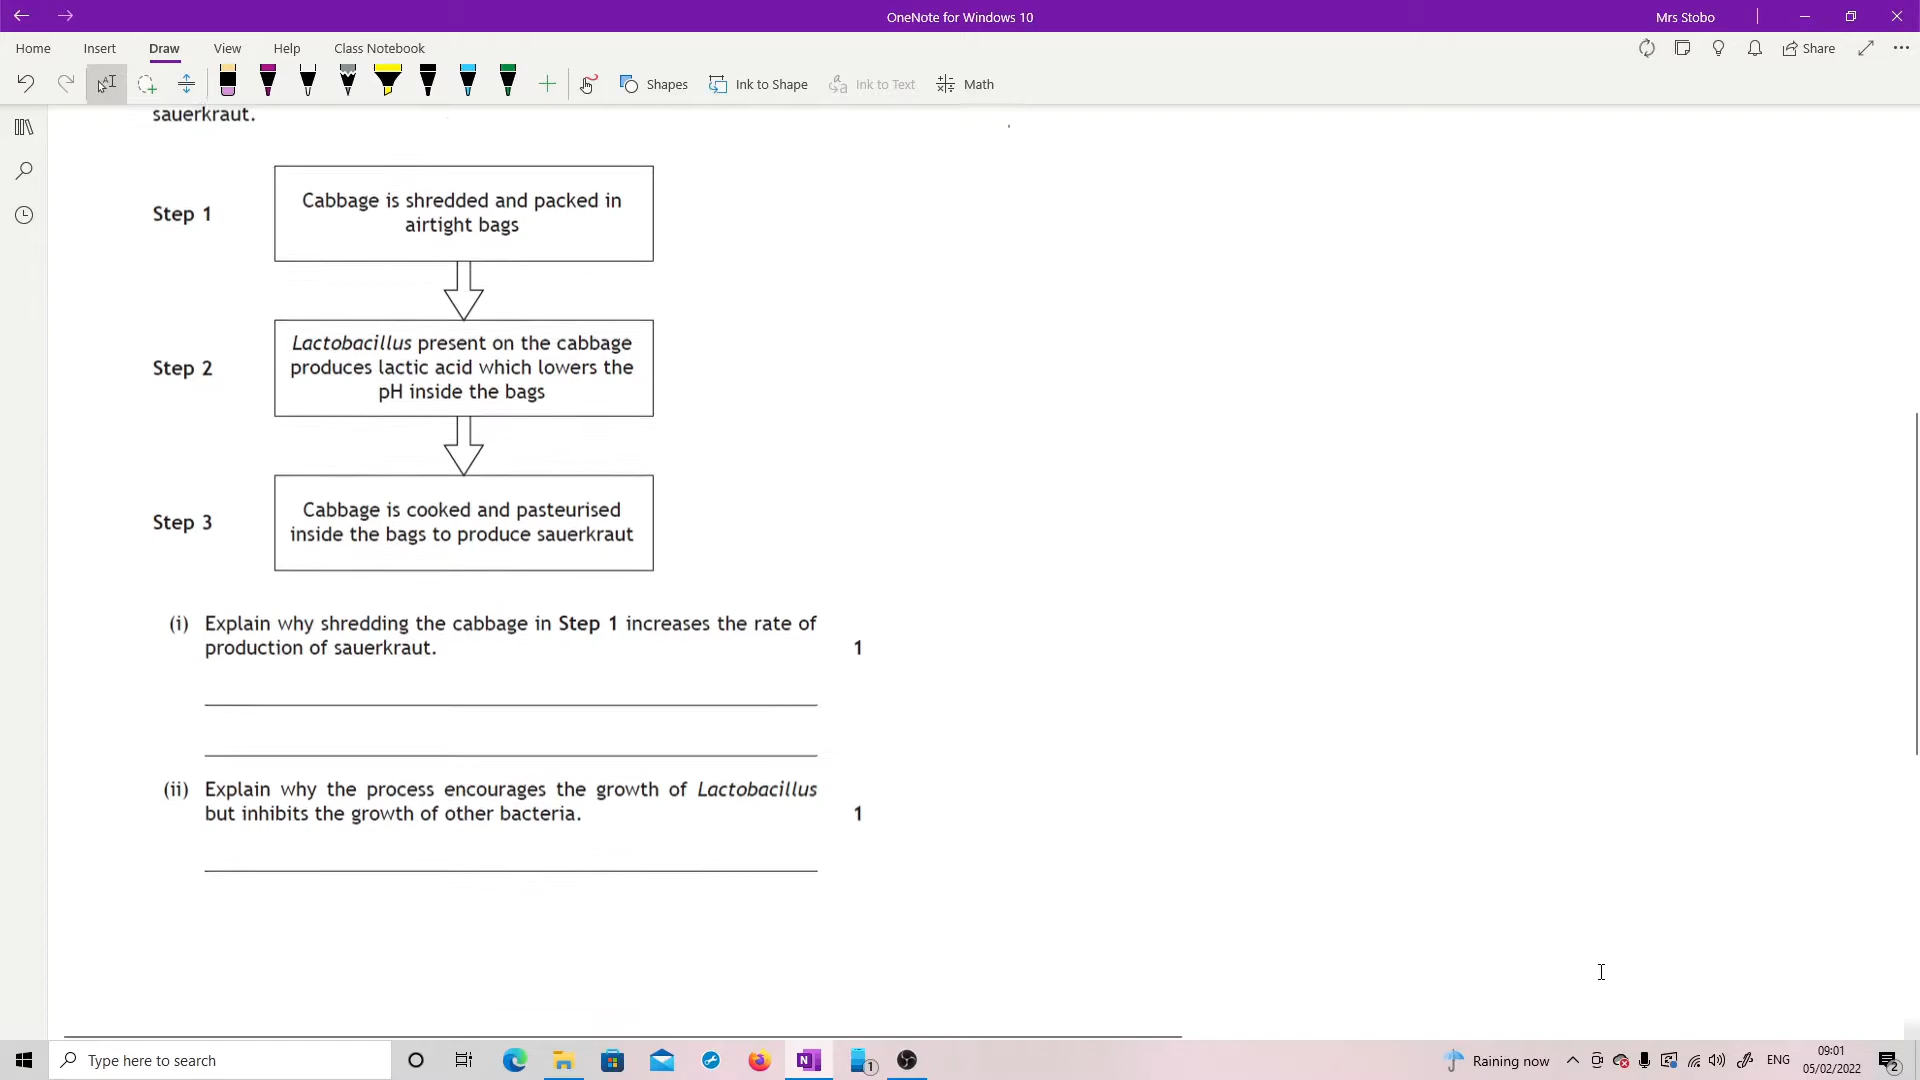 OneNote for Windows 10
Mrs Stobo
Home Insert Draw View Help Class Notebook
Share
Shapes Ink to Shape Ink to Text Math
sauerkraut.
Step 1
Cabbage is shredded and packed in
airtight bags
Step 2
Lactobacillus present on the cabbage
produces lactic acid which lowers the
pH inside the bags
Step 3
Cabbage is cooked and pasteurised
inside the bags to produce sauerkraut
(i) Explain why shredding the cabbage in Step 1 increases the rate of
production of sauerkraut. 1
(ii) Explain why the process encourages the growth of Lactobacillus
but inhibits the growth of other bacteria. 1
Type here to search
1
Raining now
ENG
09:01
05/02/2022
2